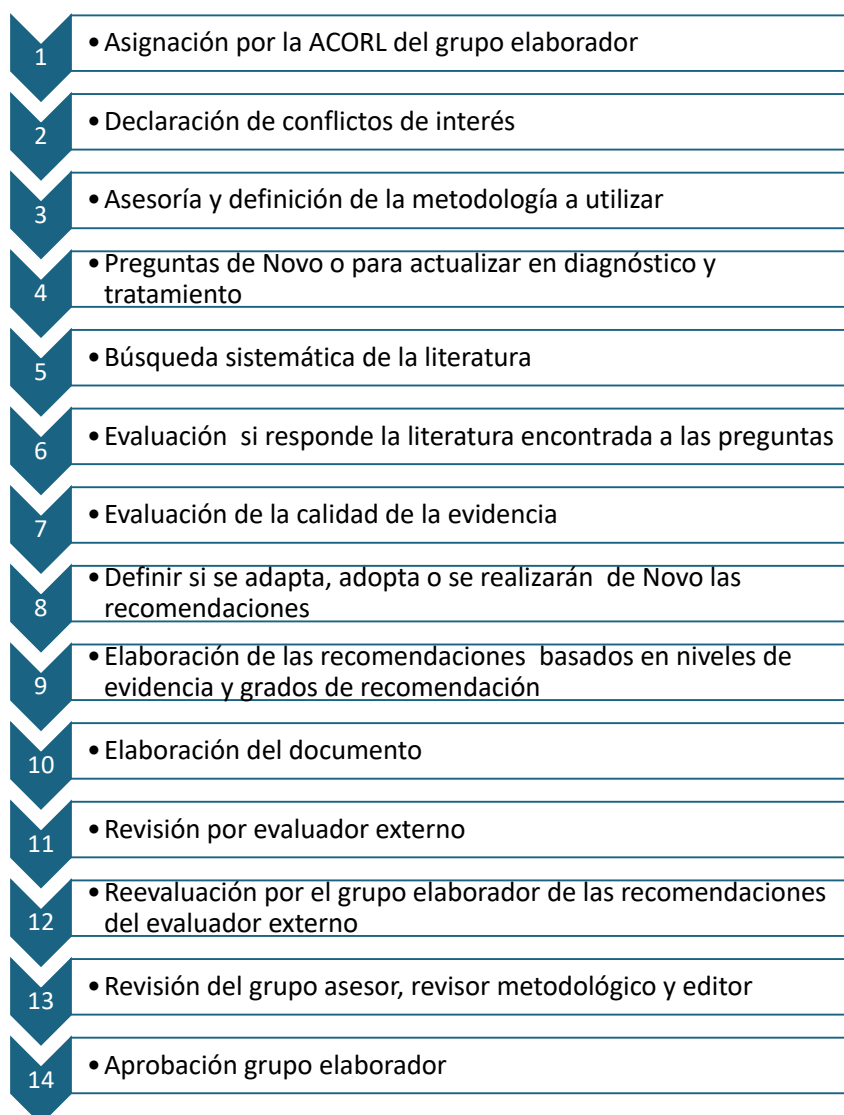 1
• Asignación por la ACORL del grupo elaborador
2
• Declaración de conflictos de interés
3
• Asesoría y definición de la metodología a utilizar
4
• Preguntas de Novo o para actualizar en diagnóstico y
tratamiento
5
• Búsqueda sistemática de la literatura
6
• Evaluación  si responde la literatura encontrada a las preguntas
7
• Evaluación de la calidad de la evidencia
8
• Definir si se adapta, adopta o se realizarán  de Novo las
recomendaciones
9
• Elaboración de las recomendaciones  basados en niveles de
evidencia y grados de recomendación
10
• Elaboración del documento
11
• Revisión por evaluador externo
12
• Reevaluación por el grupo elaborador de las recomendaciones
del evaluador externo
13
• Revisión del grupo asesor, revisor metodológico y editor
14
• Aprobación grupo elaborador